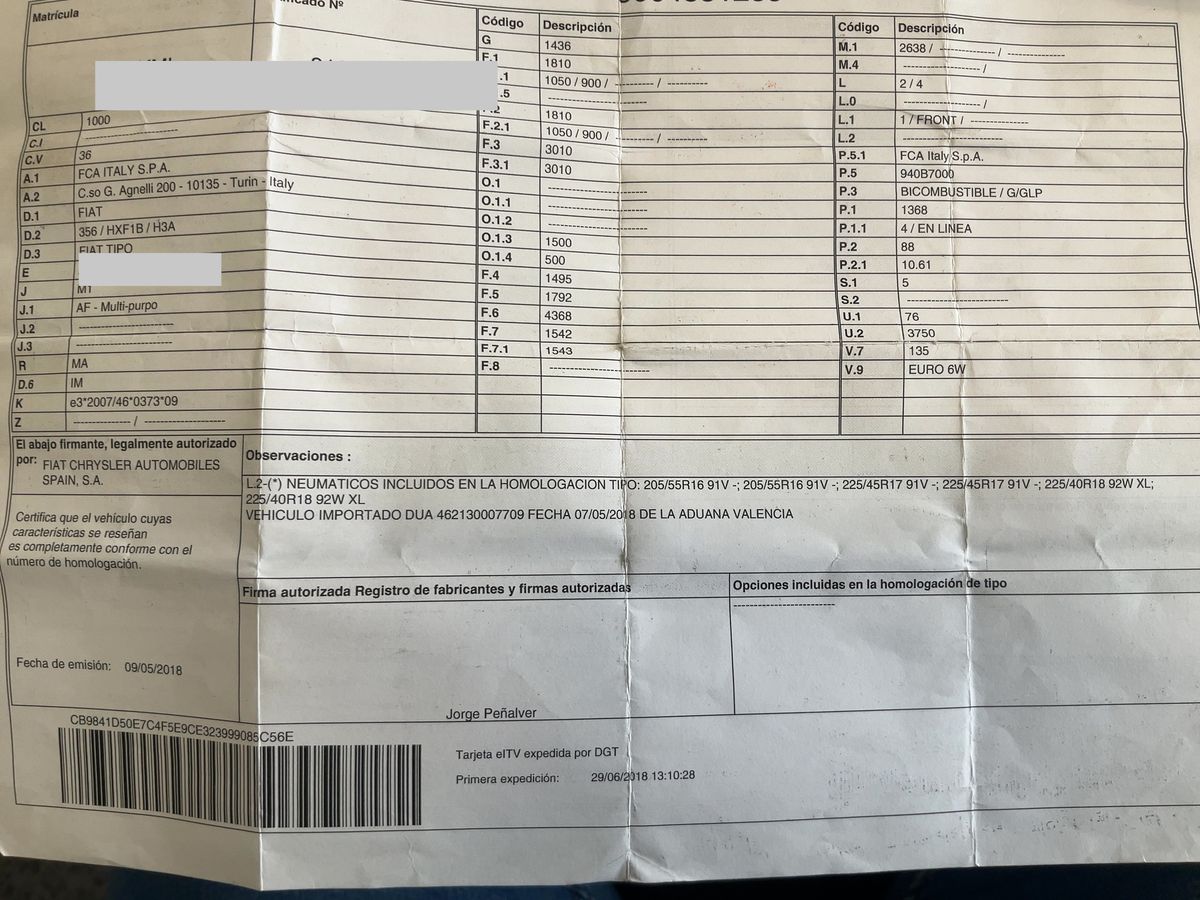 Matrícula
Nº
Código Descripción
G 1436
F.1 1810
.1 1050 / 900 / ---------- / ----------
.5 -------------------------
1810
F.2.1 1050 / 900 / ---------- / ----------
F.3 3010
F.3.1 3010
O.1 -------------------------
O.1.1 -------------------------
O.1.2 -------------------------
O.1.3 1500
O.1.4 500
F.4 1495
F.5 1792
F.6 4368
F.7 1542
F.7.1 1543
F.8 -------------------------
Código Descripción
M.1 2638 / -------------- / --------------
M.4 ------------------- /
L 2 / 4
L.0 ------------------- /
L.1 1 / FRONT / --------------
L.2 -------------------------
P.5.1 FCA Italy S.p.A.
P.5 940B7000
P.3 BICOMBUSTIBLE / G/GLP
P.1 1368
P.1.1 4 / EN LINEA
P.2 88
P.2.1 10.61
S.1 5
S.2 -------------------------
U.1 76
U.2 3750
V.7 135
V.9 EURO 6W
CL 1000
C.I -----------------------
C.V 36
A.1 FCA ITALY S.P.A.
A.2 C.so G. Agnelli 200 - 10135 - Turin - Italy
D.1 FIAT
D.2 356 / HXF1B / H3A
D.3 FIAT TIPO
E
J M1
J.1 AF - Multi-purpo
J.2 -----------------------
J.3 -----------------------
R MA
D.6 IM
K e3*2007/46*0373*09
Z -------------- / --------------------
El abajo firmante, legalmente autorizado
por: FIAT CHRYSLER AUTOMOBILES
SPAIN, S.A.
Certifica que el vehículo cuyas
características se reseñan
es completamente conforme con el
número de homologación.
Fecha de emisión: 09/05/2018
Observaciones :
L.2-(*) NEUMATICOS INCLUIDOS EN LA HOMOLOGACION TIPO: 205/55R16 91V -; 205/55R16 91V -; 225/45R17 91V -; 225/45R17 91V -; 225/40R18 92W XL;
225/40R18 92W XL
VEHICULO IMPORTADO DUA 462130007709 FECHA 07/05/2018 DE LA ADUANA VALENCIA
Firma autorizada Registro de fabricantes y firmas autorizadas
Jorge Peñalver
Opciones incluidas en la homologación de tipo
-------------------------
CB9841D50E7C4F5E9CE323999085C56E
Tarjeta eITV expedida por DGT
Primera expedición: 29/06/2018 13:10:28